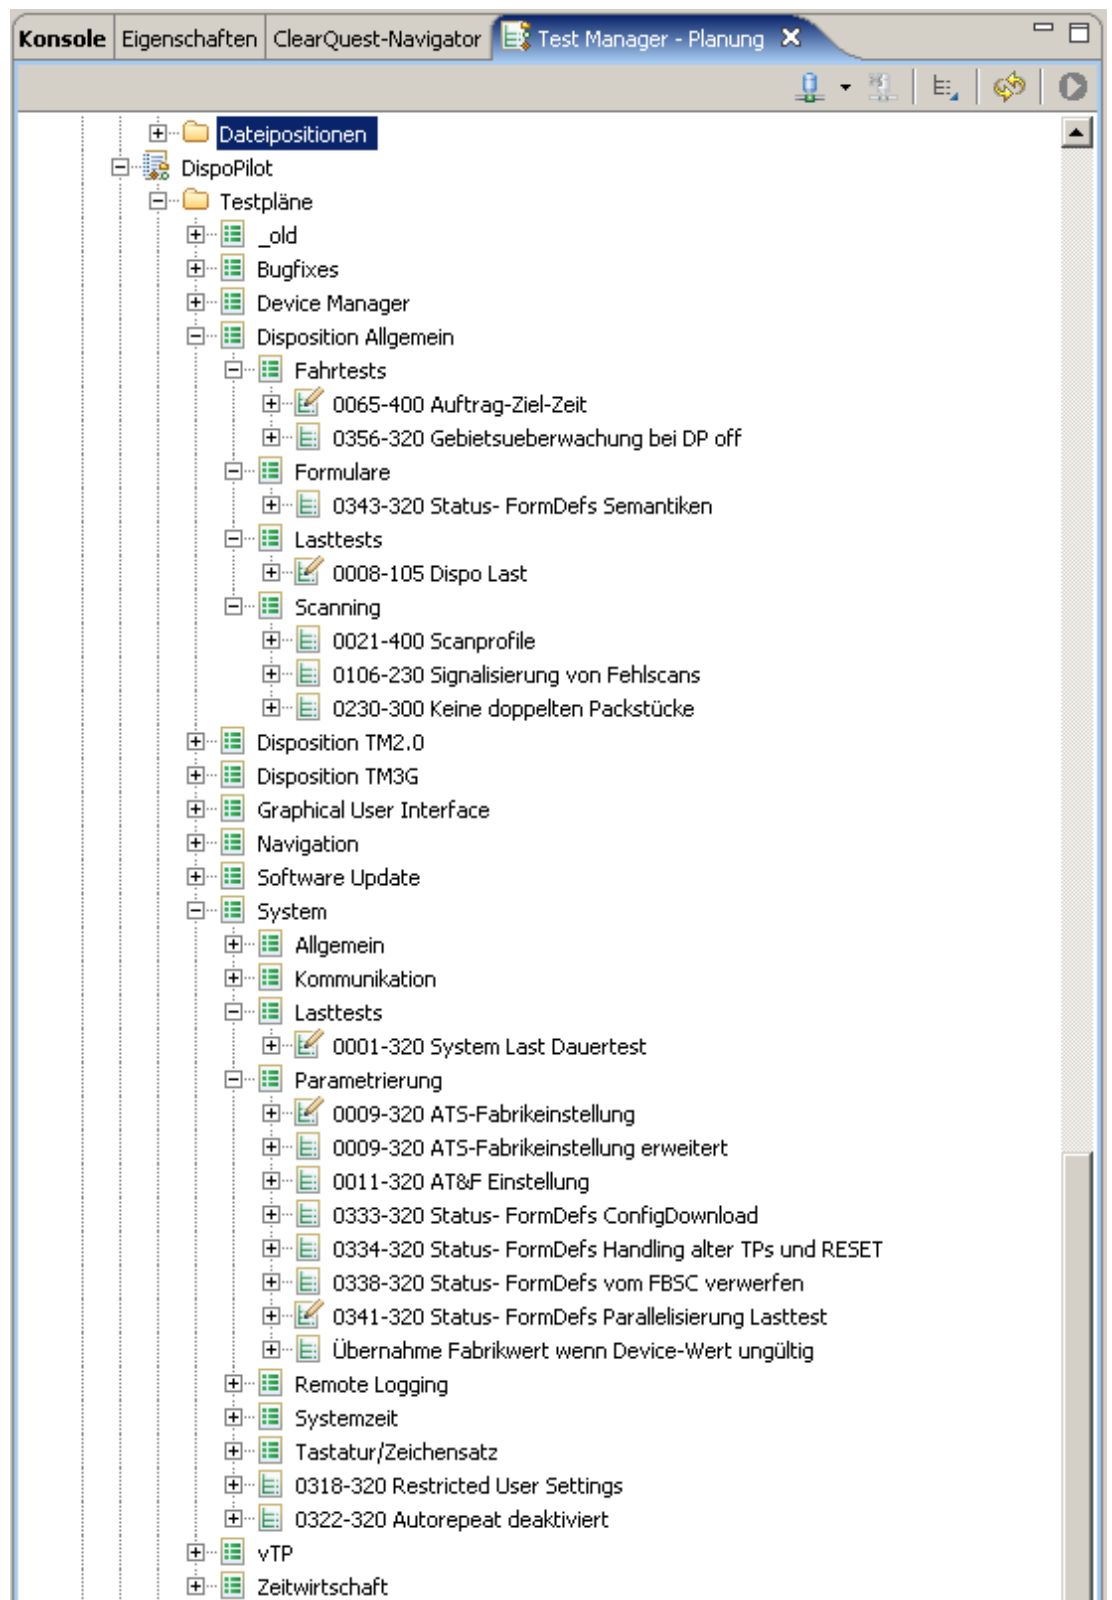 Konsole Eigenschaften ClearQuest-Navigator Test Manager - Planung
Dateipositionen
DispoPilot
Testpläne
_old
Bugfixes
Device Manager
Disposition Allgemein
Fahrtests
0065-400 Auftrag-Ziel-Zeit
0356-320 Gebietsueberwachung bei DP off
Formulare
0343-320 Status- FormDefs Semantiken
Lasttests
0008-105 Dispo Last
Scanning
0021-400 Scanprofile
0106-230 Signalisierung von Fehlscans
0230-300 Keine doppelten Packstücke
Disposition TM2.0
Disposition TM3G
Graphical User Interface
Navigation
Software Update
System
Allgemein
Kommunikation
Lasttests
0001-320 System Last Dauertest
Parametrierung
0009-320 ATS-Fabrikeinstellung
0009-320 ATS-Fabrikeinstellung erweitert
0011-320 AT&F Einstellung
0333-320 Status- FormDefs ConfigDownload
0334-320 Status- FormDefs Handling alter TPs und RESET
0338-320 Status- FormDefs vom FBSC verwerfen
0341-320 Status- FormDefs Parallelisierung Lasttest
Übernahme Fabrikwert wenn Device-Wert ungültig
Remote Logging
Systemzeit
Tastatur/Zeichensatz
0318-320 Restricted User Settings
0322-320 Autorepeat deaktiviert
vTP
Zeitwirtschaft